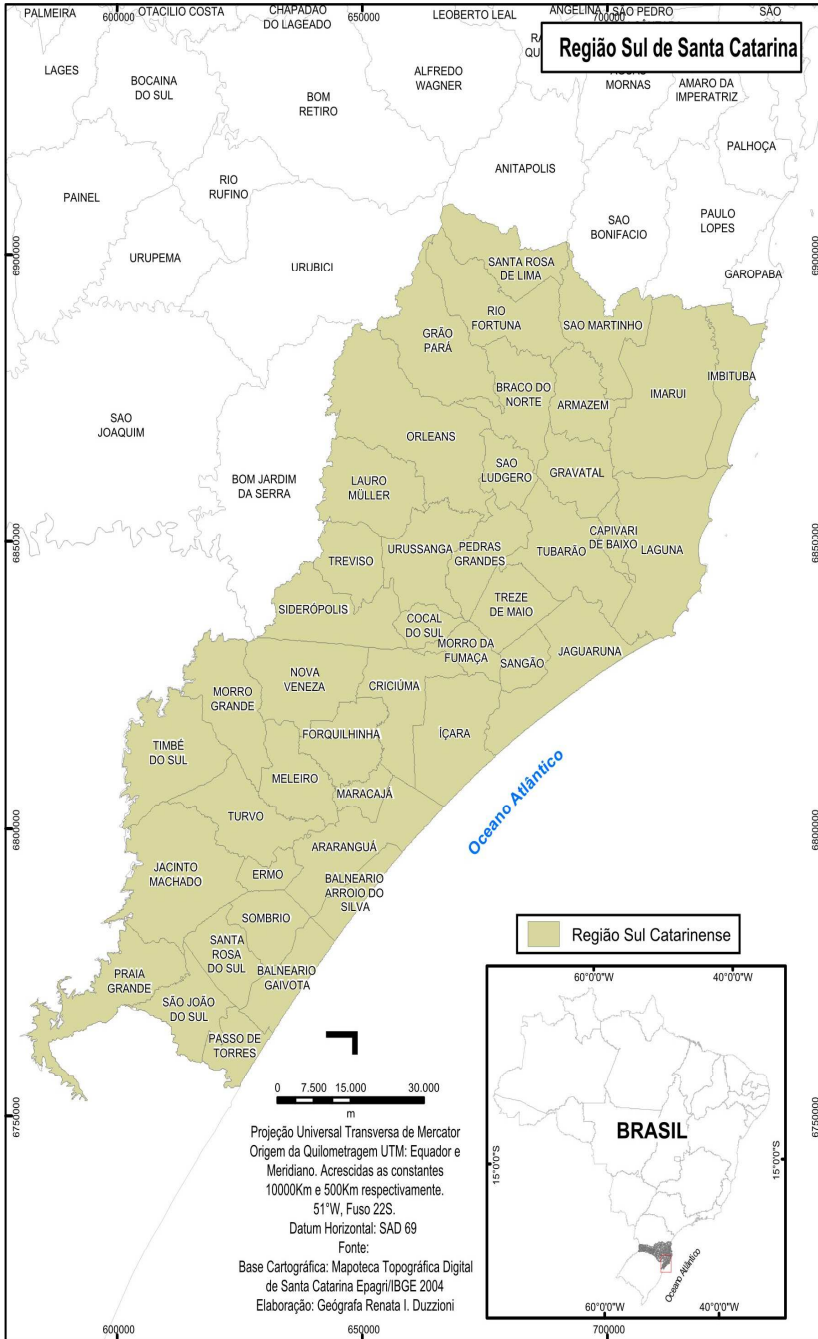 600000
650000
700000
PALMEIRA
OTACILIO COSTA
CHAPADAO
DO LAGEADO
LEOBERTO LEAL
ANGELINA
SÃO PEDRO
SÃO
Região Sul de Santa Catarina
LAGES
BOCAINA
DO SUL
BOM
RETIRO
ALFREDO
WAGNER
MORNAS
AMARO DA
IMPERATRIZ
PALHOÇA
ANITAPOLIS
PAINEL
RIO
RUFINO
SAO
BONIFACIO
PAULO
LOPES
URUPEMA
URUBICI
GAROPABA
6900000
6900000
SANTA ROSA
DE LIMA
RIO
FORTUNA
SAO MARTINHO
GRÃO
PARÁ
IMBITUBA
IMARUI
BRACO DO
NORTE
ARMAZEM
SAO
JOAQUIM
ORLEANS
SAO
LUDGERO
GRAVATAL
BOM JARDIM
DA SERRA
LAURO
MÜLLER
6850000
6850000
CAPIVARI
DE BAIXO
URUSSANGA
PEDRAS
GRANDES
TUBARÃO
LAGUNA
TREVISO
TREZE
DE MAIO
SIDERÓPOLIS
COCAL
DO SUL
MORRO DA
FUMAÇA
JAGUARUNA
SANGÃO
NOVA
VENEZA
CRICIÚMA
MORRO
GRANDE
FORQUILHINHA
IÇARA
TIMBÉ
DO SUL
MELEIRO
MARACAJÁ
Oceano Atlântico
6800000
6800000
TURVO
ARARANGUÁ
JACINTO
MACHADO
ERMO
BALNEARIO
ARROIO DO
SILVA
SOMBRIO
SANTA
ROSA
DO SUL
BALNEARIO
GAIVOTA
PRAIA
GRANDE
SÃO JOÃO
DO SUL
PASSO DE
TORRES
Região Sul Catarinense
0 7.500 15.000 30.000
m
6750000
6750000
Projeção Universal Transversa de Mercator
Origem da Quilometragem UTM: Equador e
Meridiano. Acrescidas as constantes
10000Km e 500Km respectivamente.
51°W, Fuso 22S.
Datum Horizontal: SAD 69
Fonte:
Base Cartográfica: Mapoteca Topográfica Digital
de Santa Catarina Epagri/IBGE 2004
Elaboração: Geógrafa Renata I. Duzzioni
60°0'0"W
40°0'0"W
BRASIL
15°0'0"S
15°0'0"S
Oceano Atlântico
60°0'0"W
40°0'0"W
600000
650000
700000